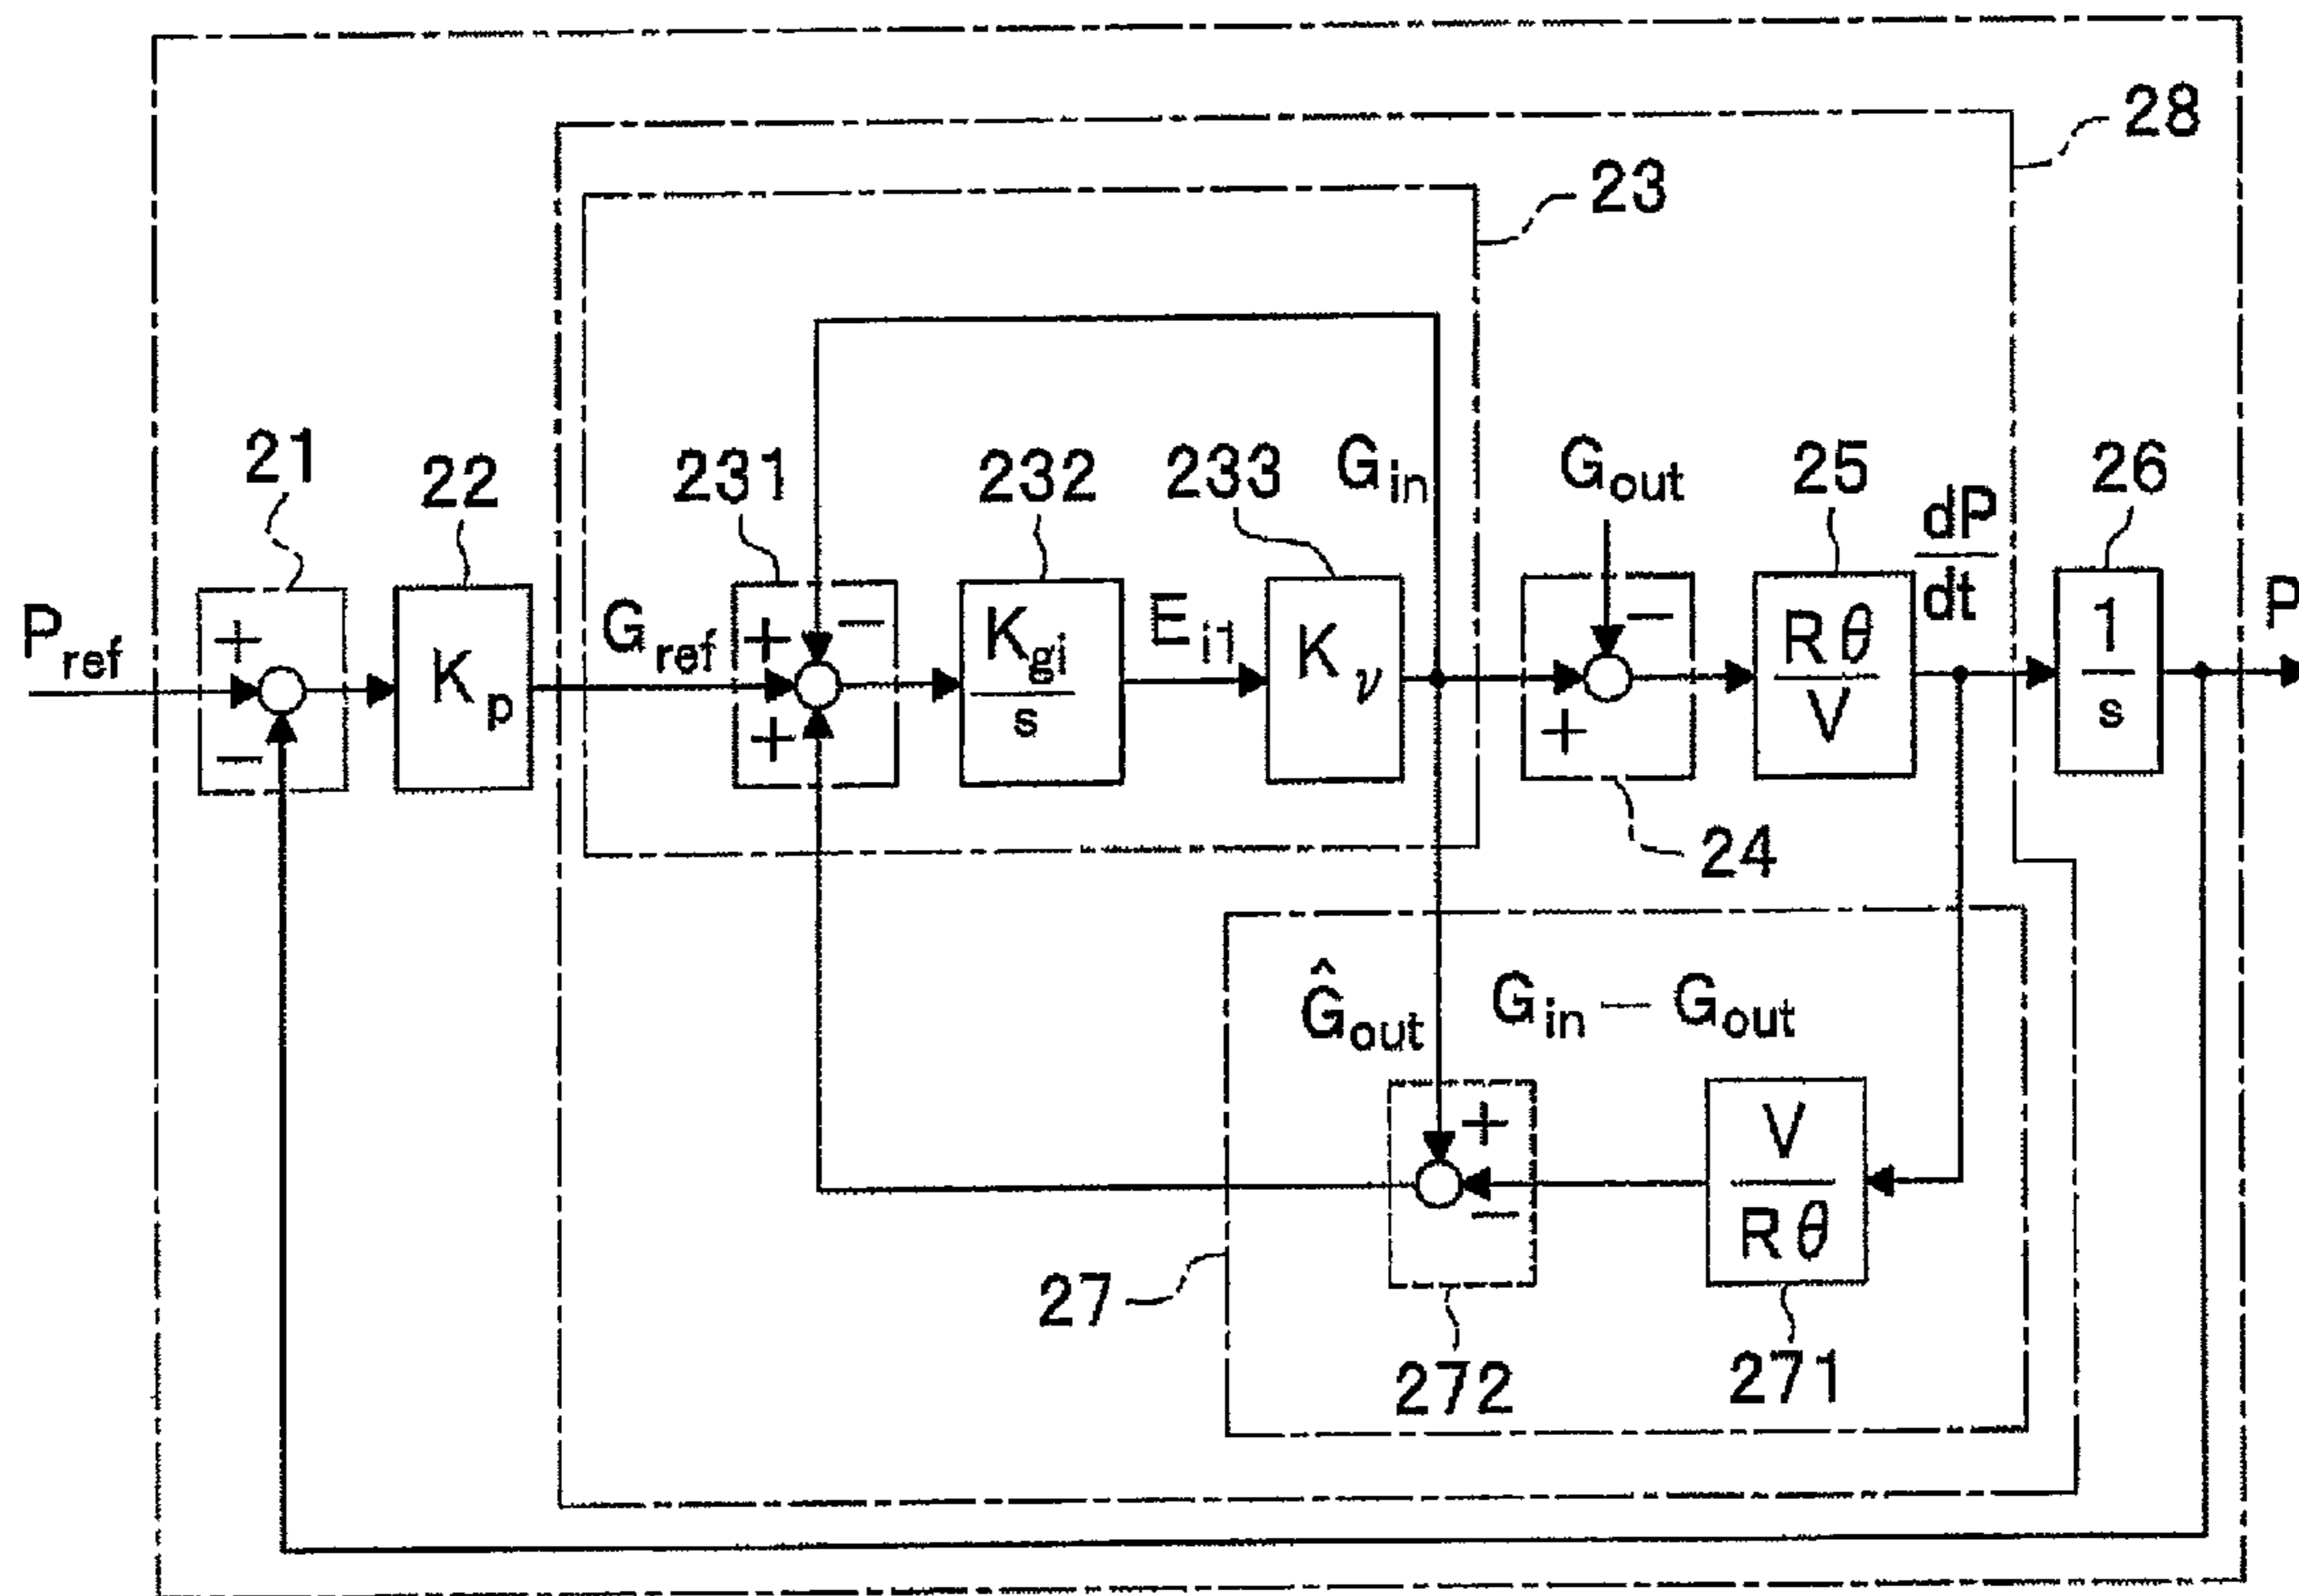 28
23
21
22
231
232
233
G_in
G_out
25
dP/dt
26
P_ref
+
−
K_p
G_ref
+
−
+
K_gi/s
E_i1
K_ν
−
+
Rθ/V
1/s
P
24
Ĝ_out
G_in − G_out
+
−
V/Rθ
27
272
271